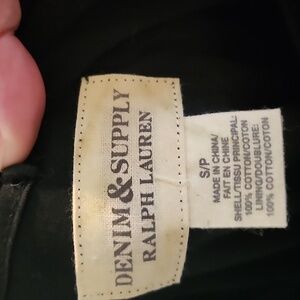 DENIM & SUPPLY
RALPH LAUREN
S/P
MADE IN CHINA/
FAIT EN CHINE
SHELL/TISSU PRINCIPAL:
100% COTTON/COTON
LINING/DOUBLURE:
100% COTTON/COTON